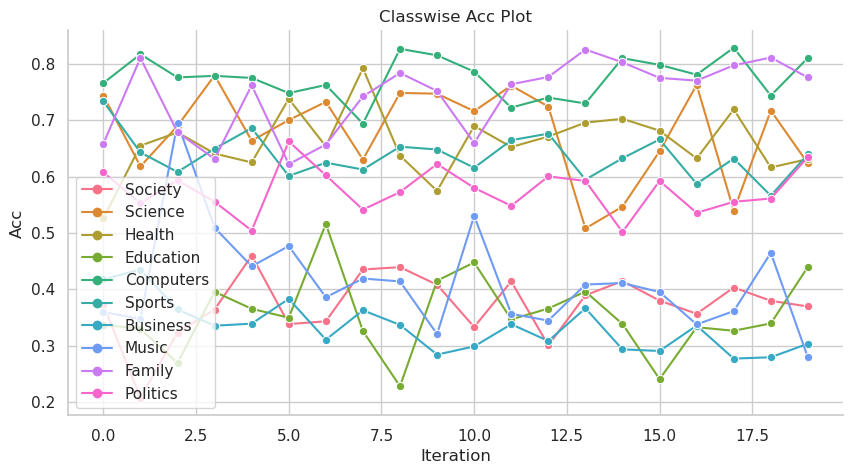 Classwise Acc Plot
0.8
0.7
0.6
0.5
0.4
0.3
0.2
Acc
Society
Science
Health
Education
Computers
Sports
Business
Music
Family
Politics
0.0 2.5 5.0 7.5 10.0 12.5 15.0 17.5
Iteration